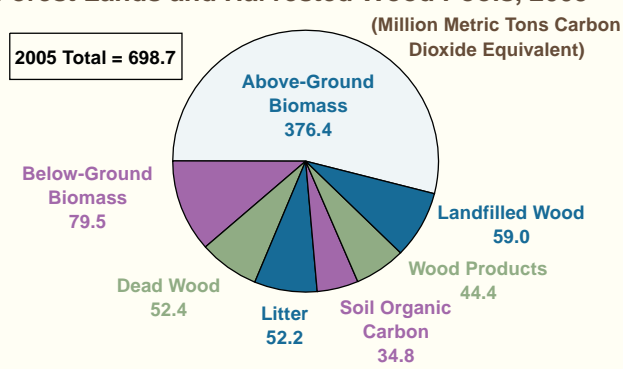 (Million Metric Tons Carbon
Dioxide Equivalent)
2005 Total = 698.7
Above-Ground
Biomass
376.4
Below-Ground
Biomass
79.5
Landfilled Wood
59.0
Wood Products
44.4
Dead Wood
52.4
Litter
52.2
Soil Organic
Carbon
34.8